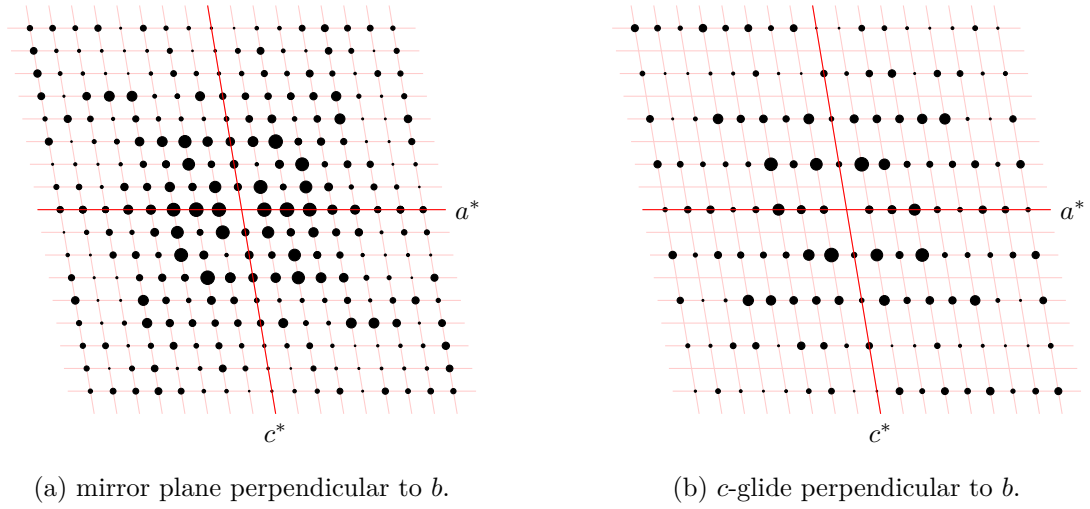 a*
a*
c*
c*
(a) mirror plane perpendicular to b.
(b) c-glide perpendicular to b.